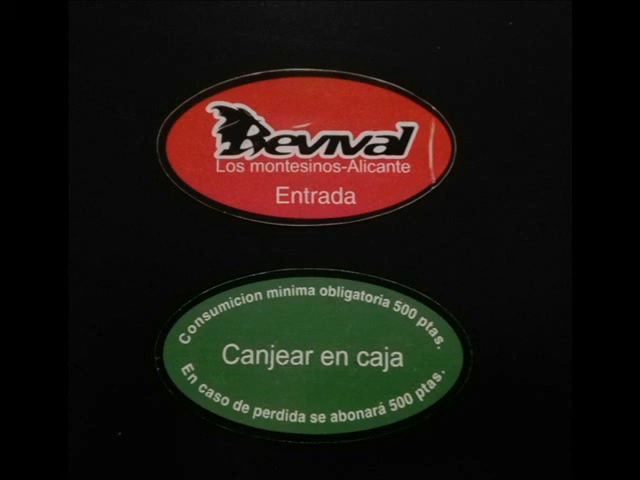 Revival
Los montesinos-Alicante
Entrada
Consumicion minima obligatoria 500 ptas.
Canjear en caja
En caso de perdida se abonará 500 ptas.